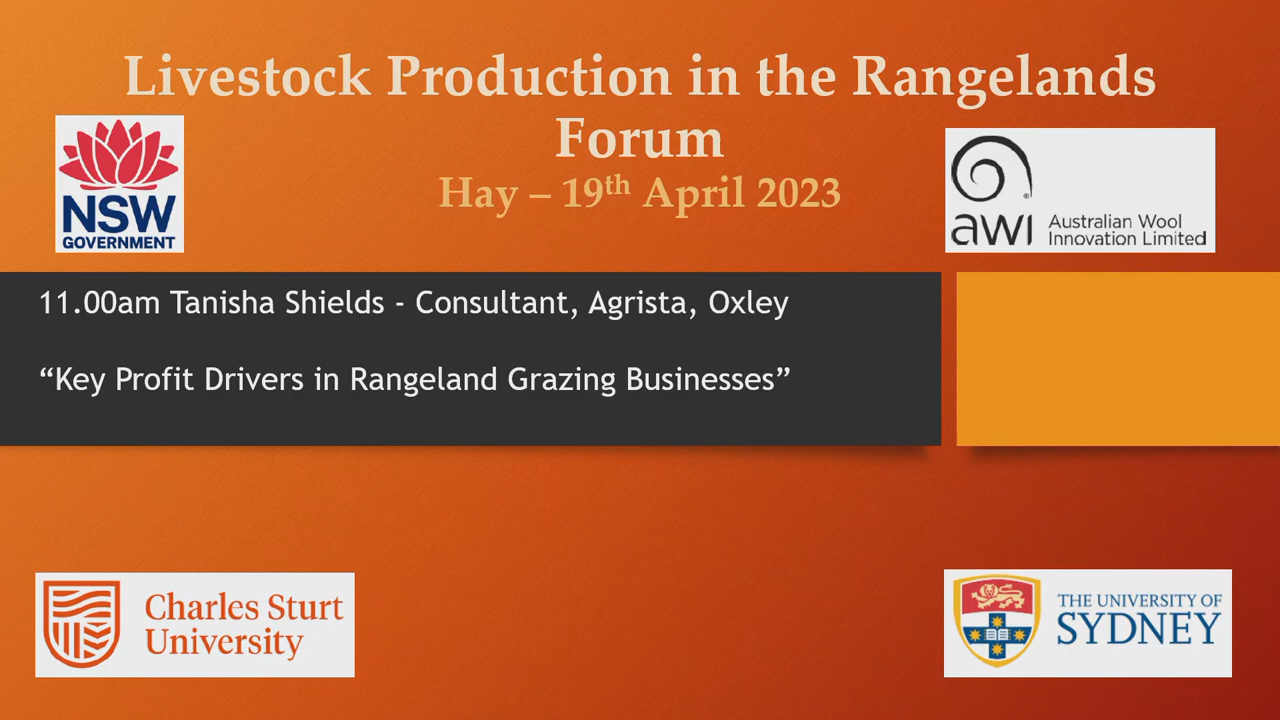 Livestock Production in the Rangelands
Forum
Hay – 19th April 2023
NSW
GOVERNMENT
awi
Australian Wool
Innovation Limited
11.00am Tanisha Shields - Consultant, Agrista, Oxley
“Key Profit Drivers in Rangeland Grazing Businesses”
Charles Sturt
University
THE UNIVERSITY OF
SYDNEY